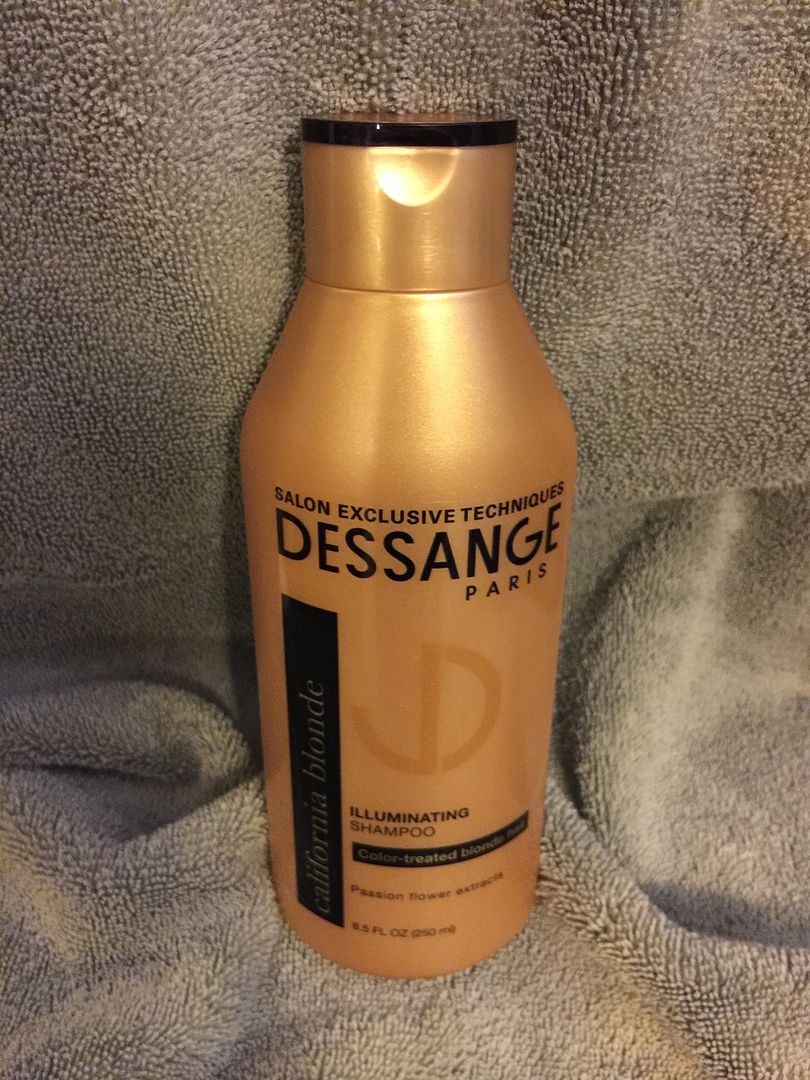 SALON EXCLUSIVE TECHNIQUES
DESSANGE
PARIS
california blonde
ILLUMINATING
SHAMPOO
Color-treated blonde hair
Passion flower extracts
8.5 FL OZ (250 ml)